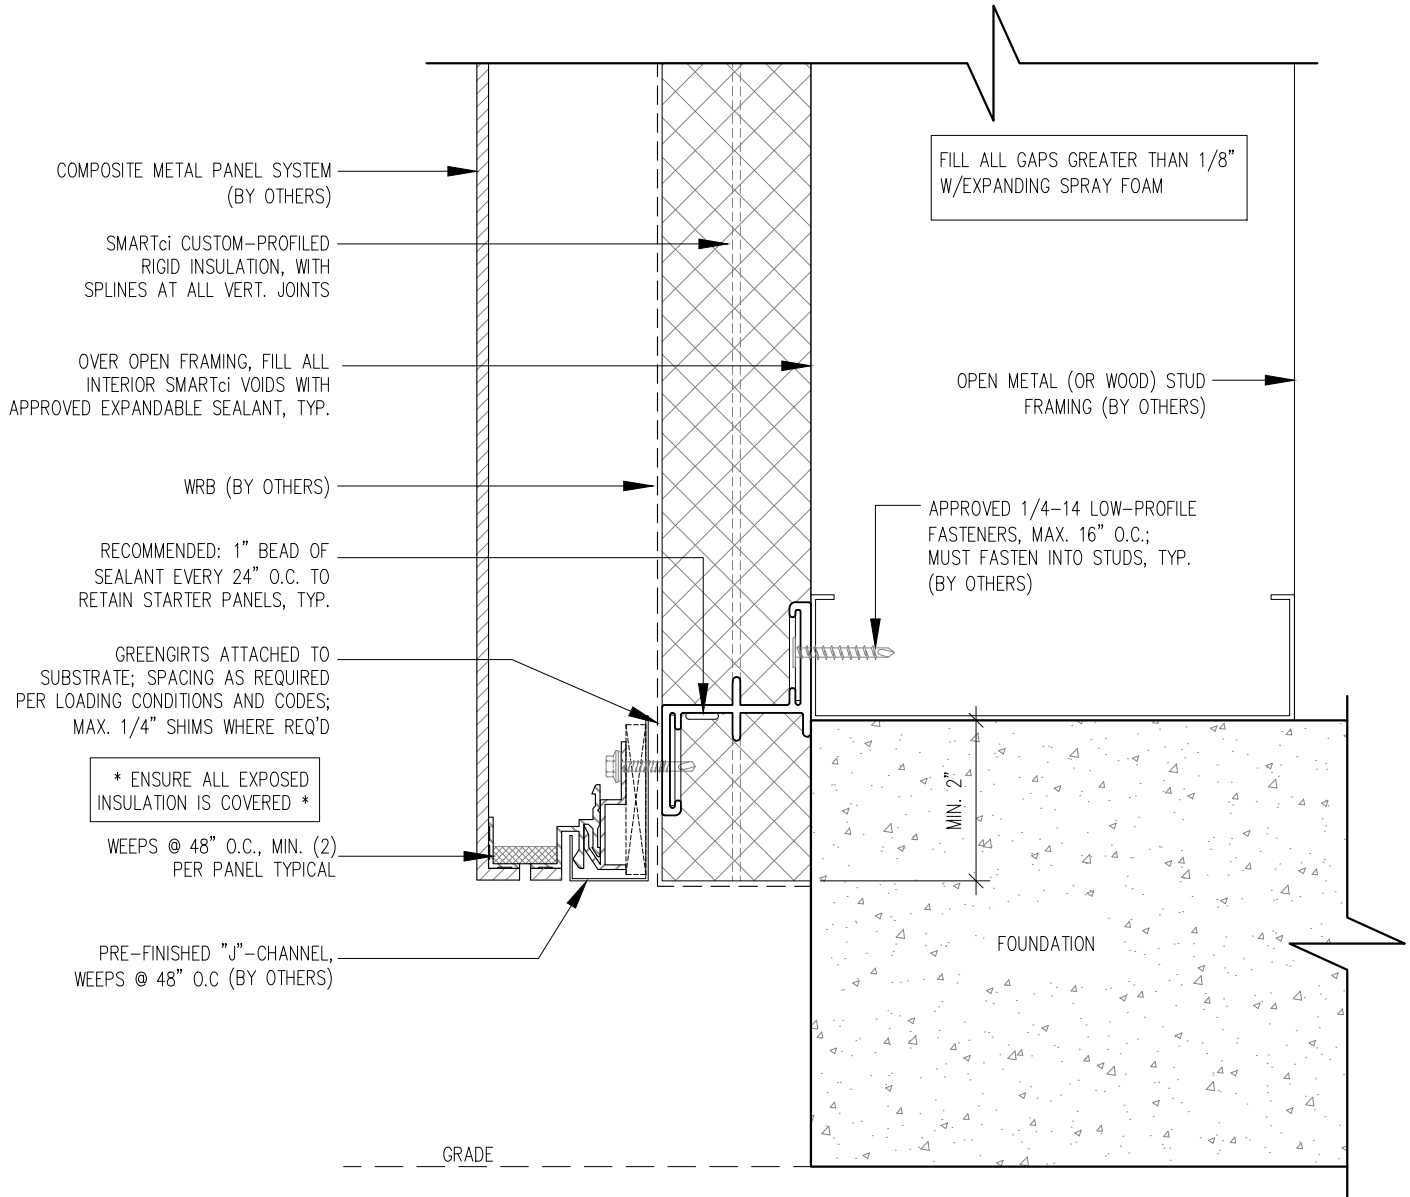 COMPOSITE METAL PANEL SYSTEM
(BY OTHERS)
SMARTci CUSTOM-PROFILED
RIGID INSULATION, WITH
SPLINES AT ALL VERT. JOINTS
OVER OPEN FRAMING, FILL ALL
INTERIOR SMARTci VOIDS WITH
APPROVED EXPANDABLE SEALANT, TYP.
WRB (BY OTHERS)
RECOMMENDED: 1" BEAD OF
SEALANT EVERY 24" O.C. TO
RETAIN STARTER PANELS, TYP.
GREENGIRTS ATTACHED TO
SUBSTRATE; SPACING AS REQUIRED
PER LOADING CONDITIONS AND CODES;
MAX. 1/4" SHIMS WHERE REQ'D
* ENSURE ALL EXPOSED
INSULATION IS COVERED *
WEEPS @ 48" O.C., MIN. (2)
PER PANEL TYPICAL
PRE-FINISHED "J"-CHANNEL,
WEEPS @ 48" O.C (BY OTHERS)
FILL ALL GAPS GREATER THAN 1/8"
W/EXPANDING SPRAY FOAM
OPEN METAL (OR WOOD) STUD
FRAMING (BY OTHERS)
APPROVED 1/4-14 LOW-PROFILE
FASTENERS, MAX. 16" O.C.;
MUST FASTEN INTO STUDS, TYP.
(BY OTHERS)
MIN. 2"
FOUNDATION
GRADE